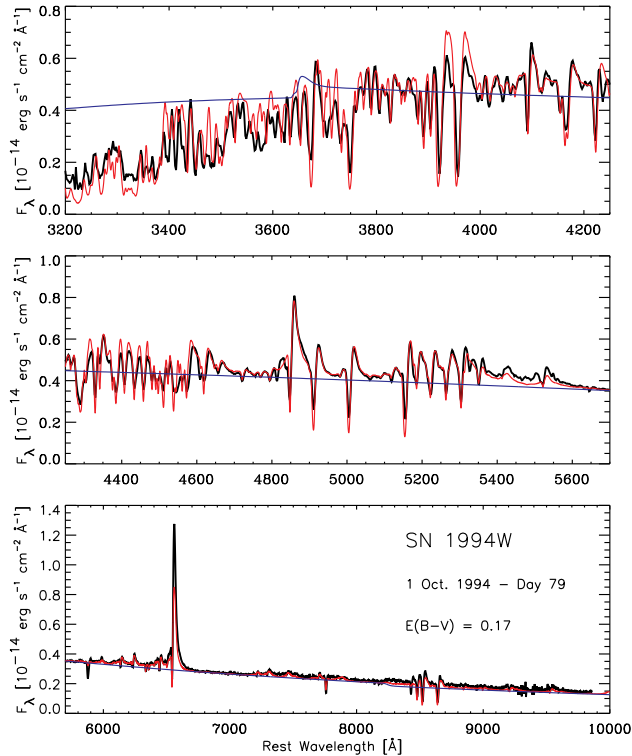 0.8
0.6
0.4
0.2
0.0
F_λ [10⁻¹⁴ erg s⁻¹ cm⁻² Å⁻¹]
3200 3400 3600 3800 4000 4200
1.0
0.8
0.6
0.4
0.2
0.0
F_λ [10⁻¹⁴ erg s⁻¹ cm⁻² Å⁻¹]
4400 4600 4800 5000 5200 5400 5600
1.4
1.2
1.0
0.8
0.6
0.4
0.2
0.0
F_λ [10⁻¹⁴ erg s⁻¹ cm⁻² Å⁻¹]
SN 1994W
1 Oct. 1994 – Day 79
E(B–V) = 0.17
6000 7000 8000 9000 10000
Rest Wavelength [Å]